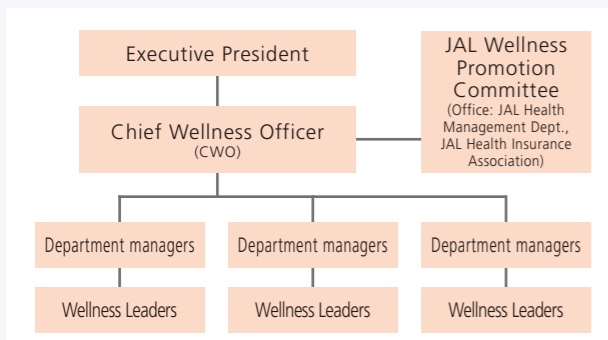 Executive President
JAL Wellness
Promotion
Committee
(Office: JAL Health
Management Dept.,
JAL Health Insurance
Association)
Chief Wellness Officer
(CWO)
Department managers
Department managers
Department managers
Wellness Leaders
Wellness Leaders
Wellness Leaders